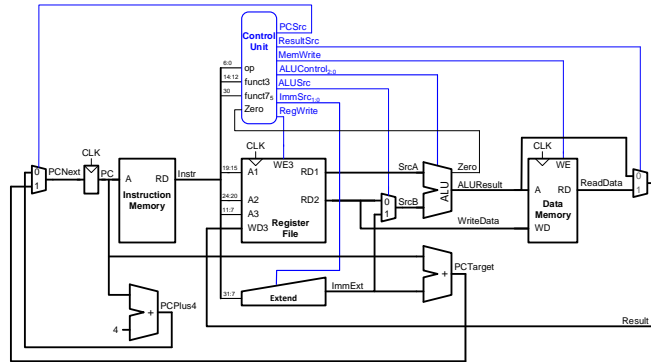 Control
Unit
PCSrc
ResultSrc
MemWrite
ALUControl2:0
ALUSrc
ImmSrc1:0
RegWrite
6:0
op
14:12
funct3
30
funct75
Zero
CLK
CLK
CLK
0
1
PCNext
PC
A
RD
Instruction
Memory
Instr
19:15
A1
WE3
RD1
SrcA
Zero
24:20
A2
RD2
0
1
SrcB
ALU
ALUResult
11:7
A3
WD3
Register
File
WriteData
WE
A
RD
Data
Memory
WD
ReadData
0
1
PCPlus4
+
4
31:7
Extend
ImmExt
+
PCTarget
Result